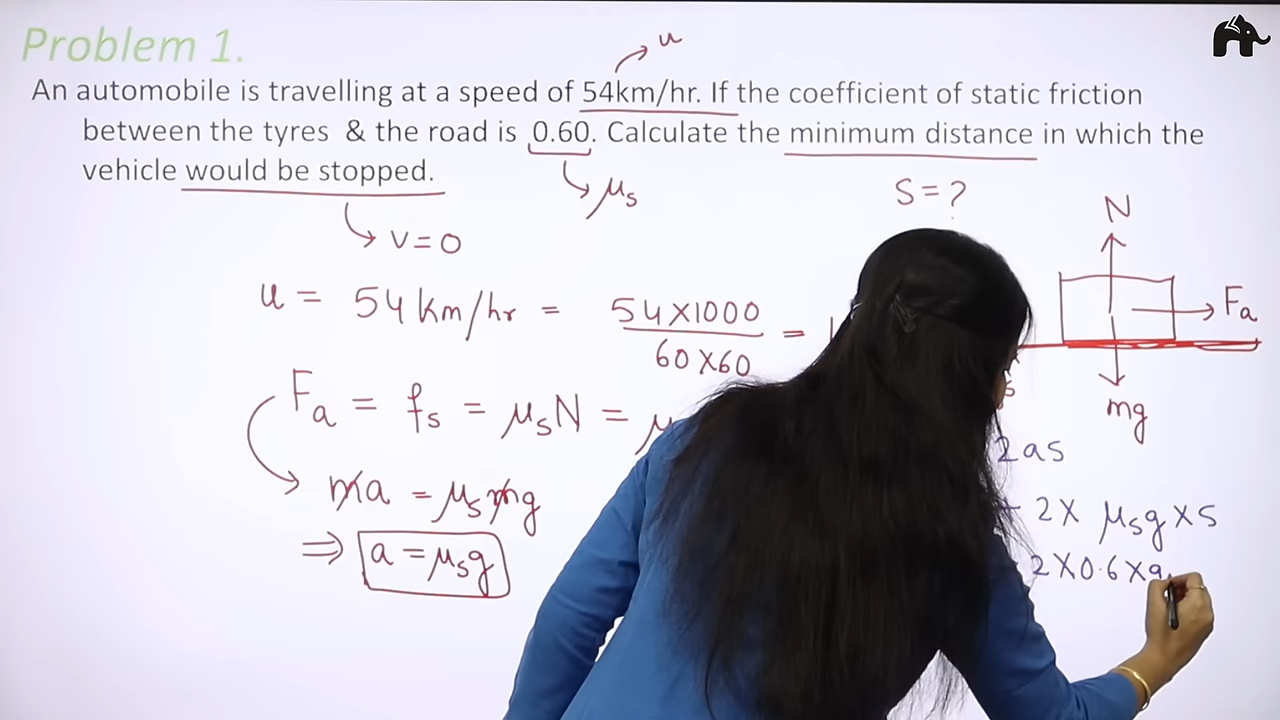 Problem 1.
u
An automobile is travelling at a speed of 54km/hr. If the coefficient of static friction
between the tyres & the road is 0.60. Calculate the minimum distance in which the
vehicle would be stopped.
μs
S = ?
v = 0
N
u = 54 km/hr = 54×1000 / 60×60 =
Fa
Fa = fs = μsN =
mg
2as
ma = μsmg
2× μsg×s
⇒ a = μsg
2×0.6×9